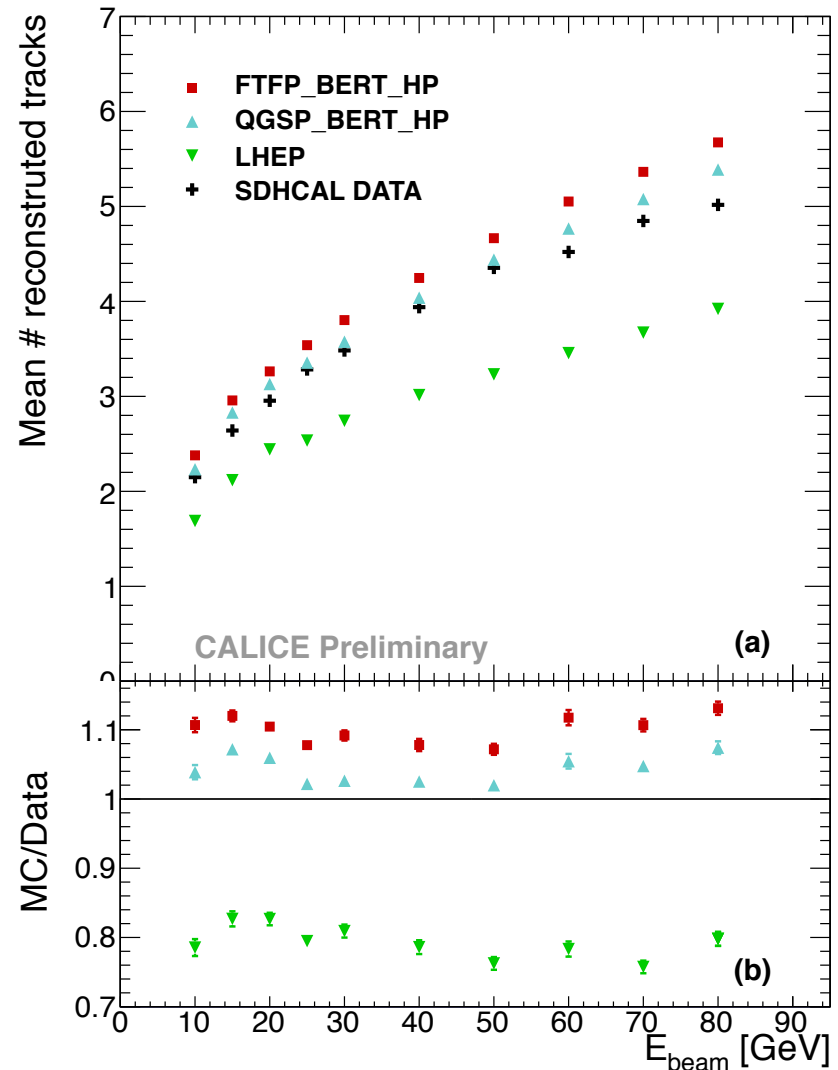 Mean # reconstruted tracks
7
6
5
4
3
2
1
0
FTFP_BERT_HP
QGSP_BERT_HP
LHEP
SDHCAL DATA
CALICE Preliminary
(a)
MC/Data
1.1
1
0.9
0.8
0.7
(b)
0 10 20 30 40 50 60 70 80 90
E_beam [GeV]